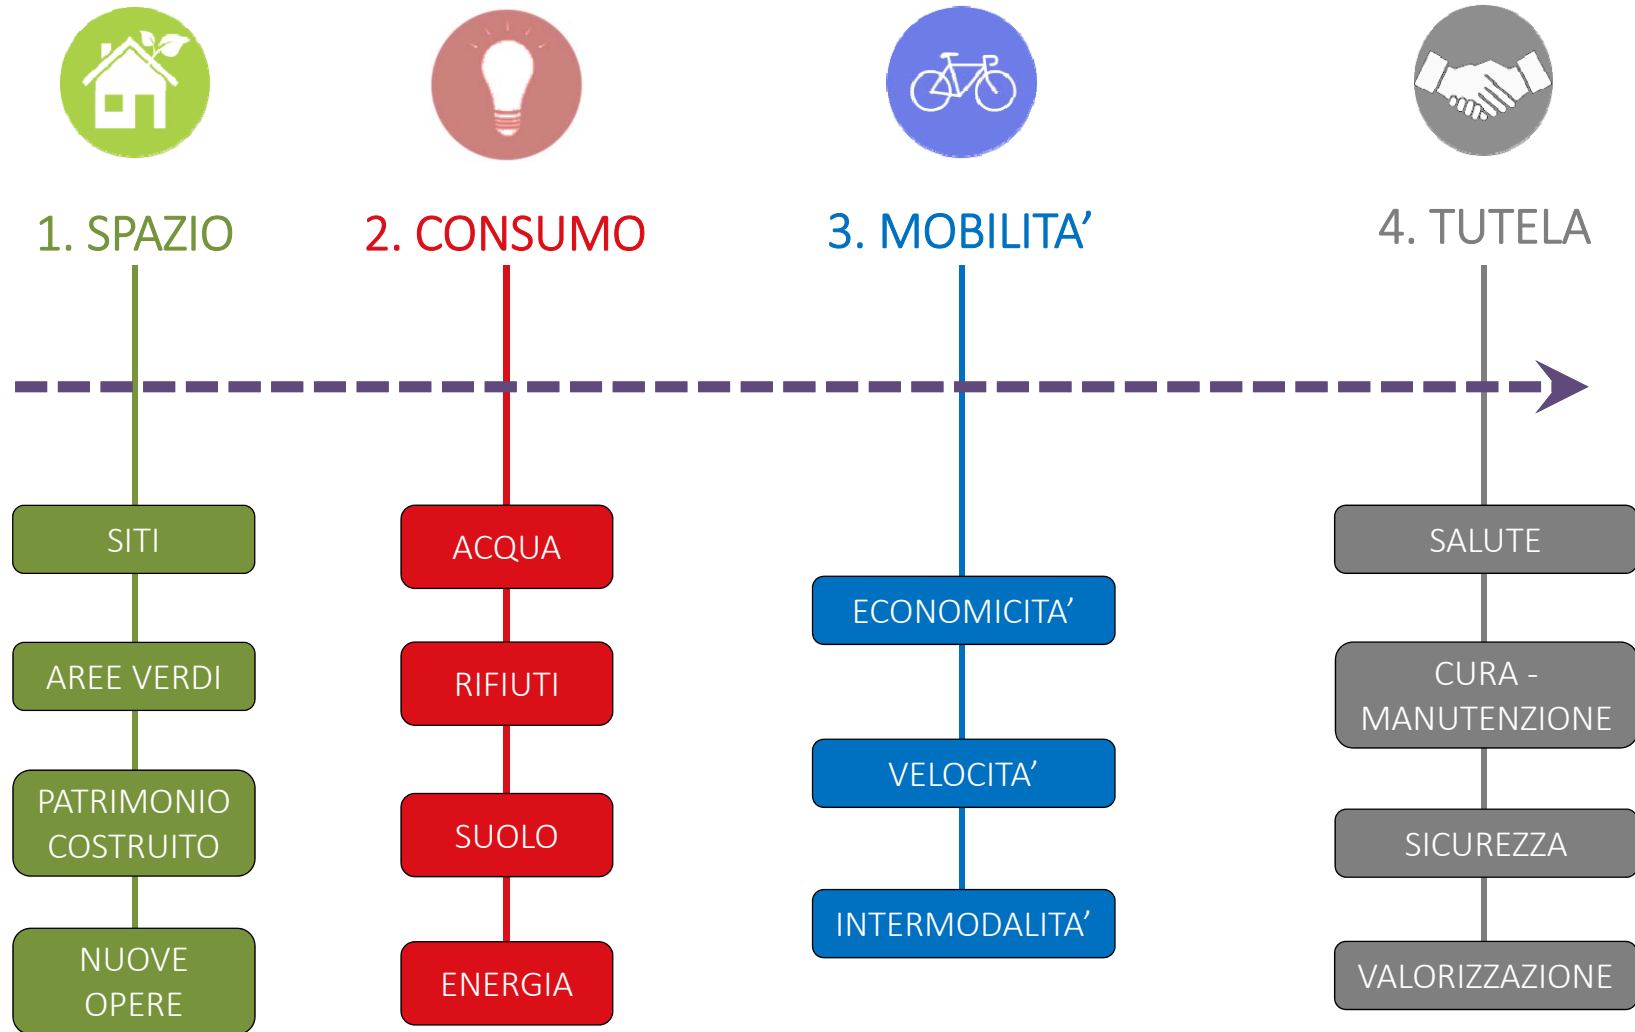 1. SPAZIO
SITI
AREE VERDI
PATRIMONIO
COSTRUITO
NUOVE
OPERE
2. CONSUMO
ACQUA
RIFIUTI
SUOLO
ENERGIA
3. MOBILITA’
ECONOMICITA’
VELOCITA’
INTERMODALITA’
4. TUTELA
SALUTE
CURA -
MANUTENZIONE
SICUREZZA
VALORIZZAZIONE